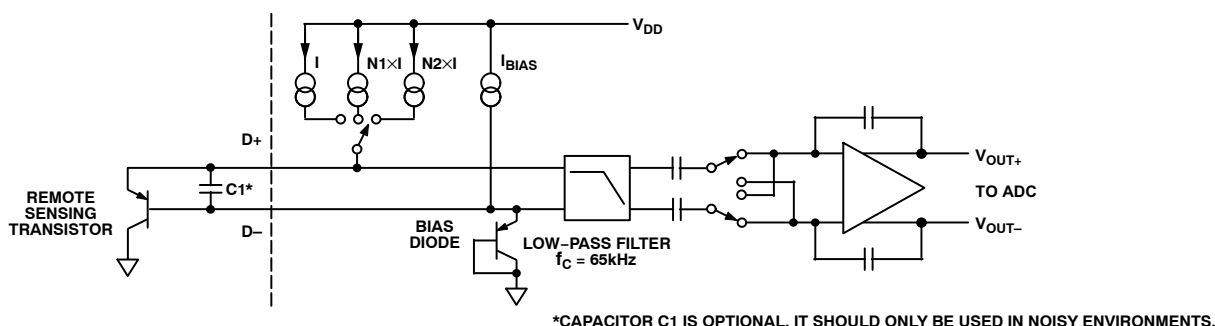 V_DD
I
N1×I
N2×I
I_BIAS
D+
C1*
REMOTE
SENSING
TRANSISTOR
D−
BIAS
DIODE
LOW−PASS FILTER
f_C = 65kHz
V_OUT+
TO ADC
V_OUT−
*CAPACITOR C1 IS OPTIONAL. IT SHOULD ONLY BE USED IN NOISY ENVIRONMENTS.